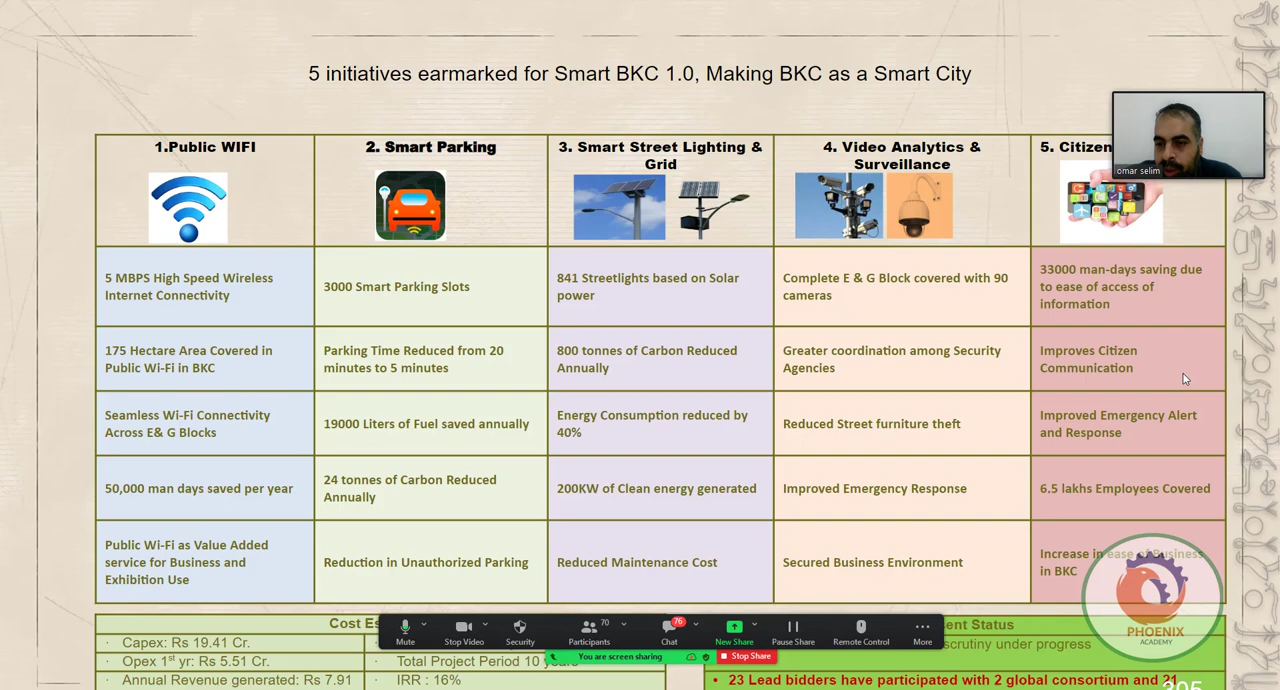 5 initiatives earmarked for Smart BKC 1.0, Making BKC as a Smart City
1.Public WIFI
2. Smart Parking
3. Smart Street Lighting &
Grid
4. Video Analytics &
Surveillance
5. Citizen
omar selim
5 MBPS High Speed Wireless
Internet Connectivity
3000 Smart Parking Slots
841 Streetlights based on Solar
power
Complete E & G Block covered with 90
cameras
33000 man-days saving due
to ease of access of
information
175 Hectare Area Covered in
Public Wi-Fi in BKC
Parking Time Reduced from 20
minutes to 5 minutes
800 tonnes of Carbon Reduced
Annually
Greater coordination among Security
Agencies
Improves Citizen
Communication
Seamless Wi-Fi Connectivity
Across E& G Blocks
19000 Liters of Fuel saved annually
Energy Consumption reduced by
40%
Reduced Street furniture theft
Improved Emergency Alert
and Response
50,000 man days saved per year
24 tonnes of Carbon Reduced
Annually
200KW of Clean energy generated
Improved Emergency Response
6.5 lakhs Employees Covered
Public Wi-Fi as Value Added
service for Business and
Exhibition Use
Reduction in Unauthorized Parking
Reduced Maintenance Cost
Secured Business Environment
Increase in ease of Business
in BKC
PHOENIX
ACADEMY
Cost
Status
Capex: Rs 19.41 Cr.
scrutiny under progress
Opex 1st yr: Rs 5.51 Cr.
Total Project Period 10 years
Annual Revenue generated: Rs 7.91
IRR : 16%
23 Lead bidders have participated with 2 global consortium and 21
305
Mute
Stop Video
Security
70
Participants
76
Chat
New Share
Pause Share
Remote Control
More
You are screen sharing
Stop Share